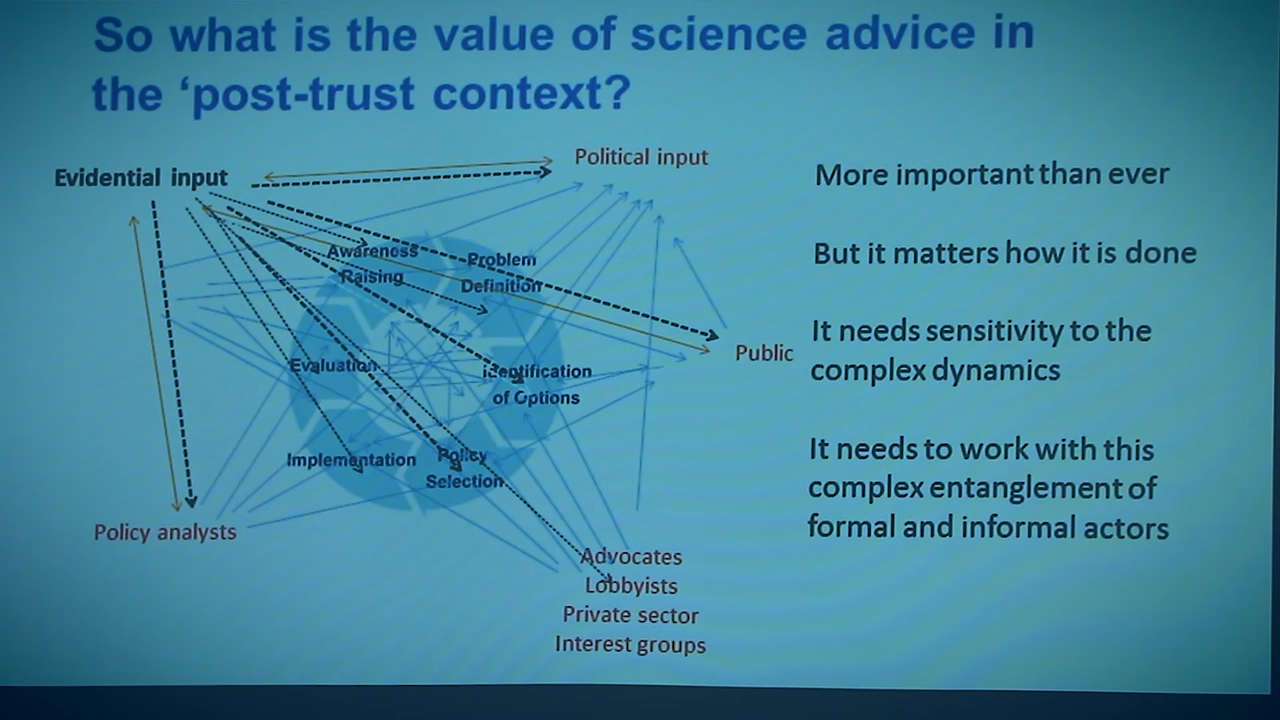 So what is the value of science advice in
the ‘post-trust context?
Evidential input
Political input
Awareness
Raising
Problem
Definition
Evaluation
Identification
of Options
Implementation
Policy
Selection
Public
Policy analysts
Advocates
Lobbyists
Private sector
Interest groups
More important than ever
But it matters how it is done
It needs sensitivity to the
complex dynamics
It needs to work with this
complex entanglement of
formal and informal actors